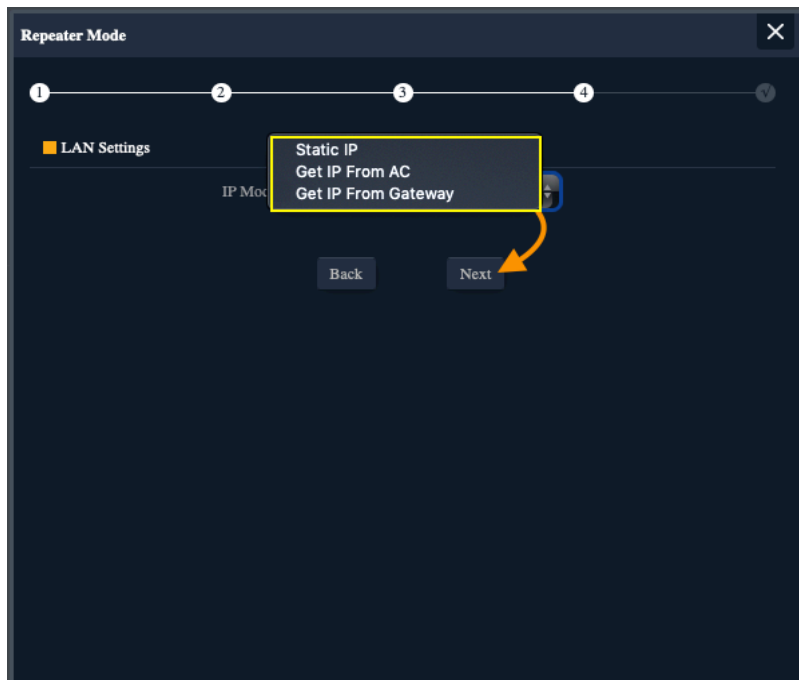 Repeater Mode
1 2 3 4
LAN Settings
Static IP
Get IP From AC
IP Mod
Get IP From Gateway
Back Next